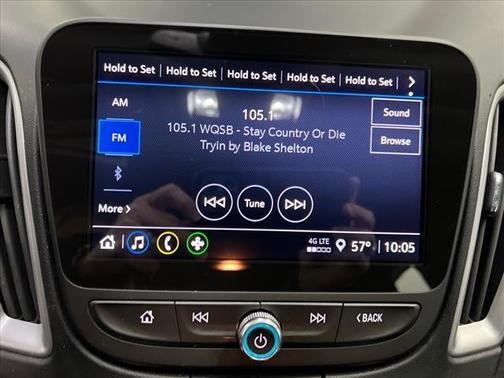 Hold to Set | Hold to Set | Hold to Set | Hold to Set | Hold to Set |
AM
105.1
Sound
FM
105.1 WQSB - Stay Country Or Die
Tryin by Blake Shelton
Browse
More >
Tune
4G LTE
57° | 10:05
< BACK